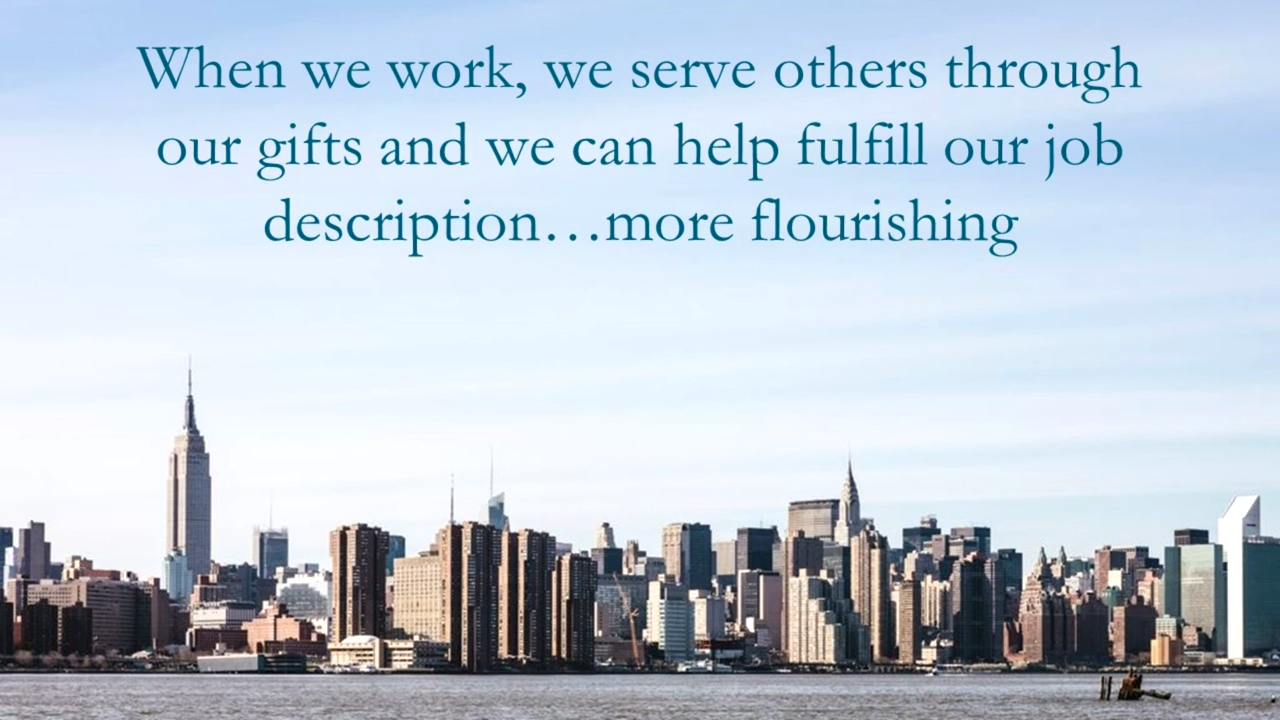 When we work, we serve others through
our gifts and we can help fulfill our job
description…more flourishing